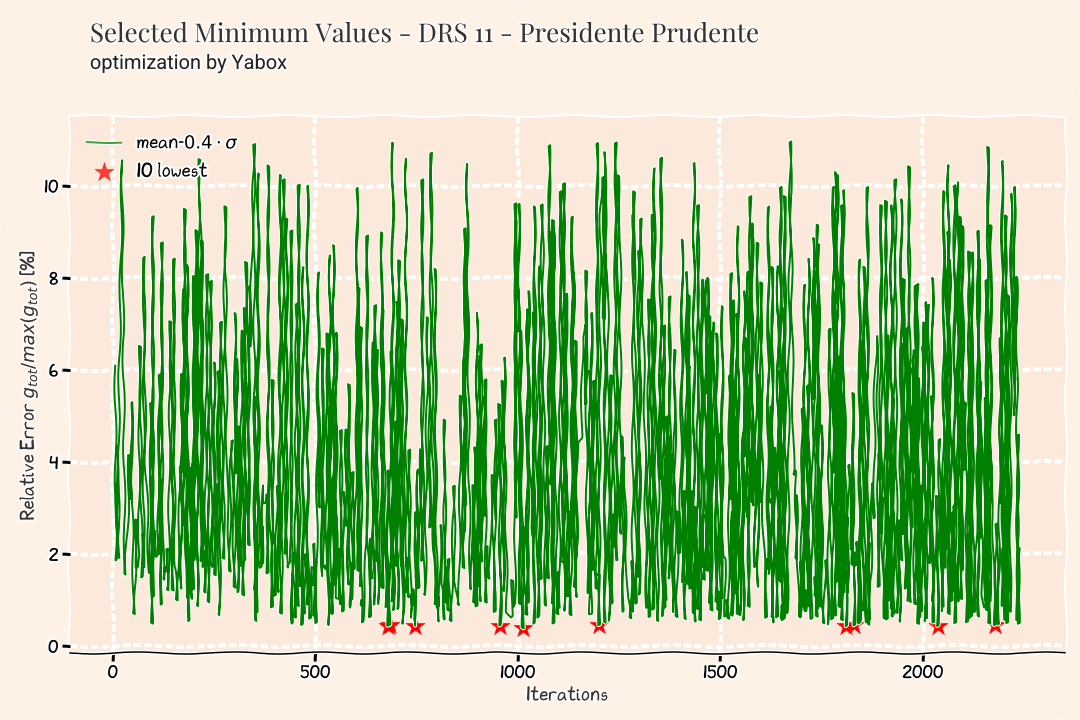 Selected Minimum Values - DRS 11 - Presidente Prudente
optimization by Yabox
mean-0.4 · σ
10 lowest
Relative Error g_tot/max(g_tot) [%]
10
8
6
4
2
0
0 500 1000 1500 2000
Iterations